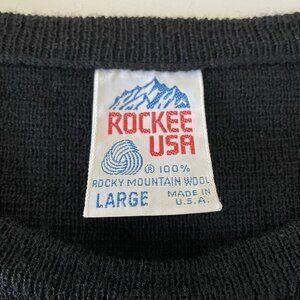 ROCKEE
USA
® 100%
ROCKY MOUNTAIN WOOL
LARGE MADE IN
U.S.A.